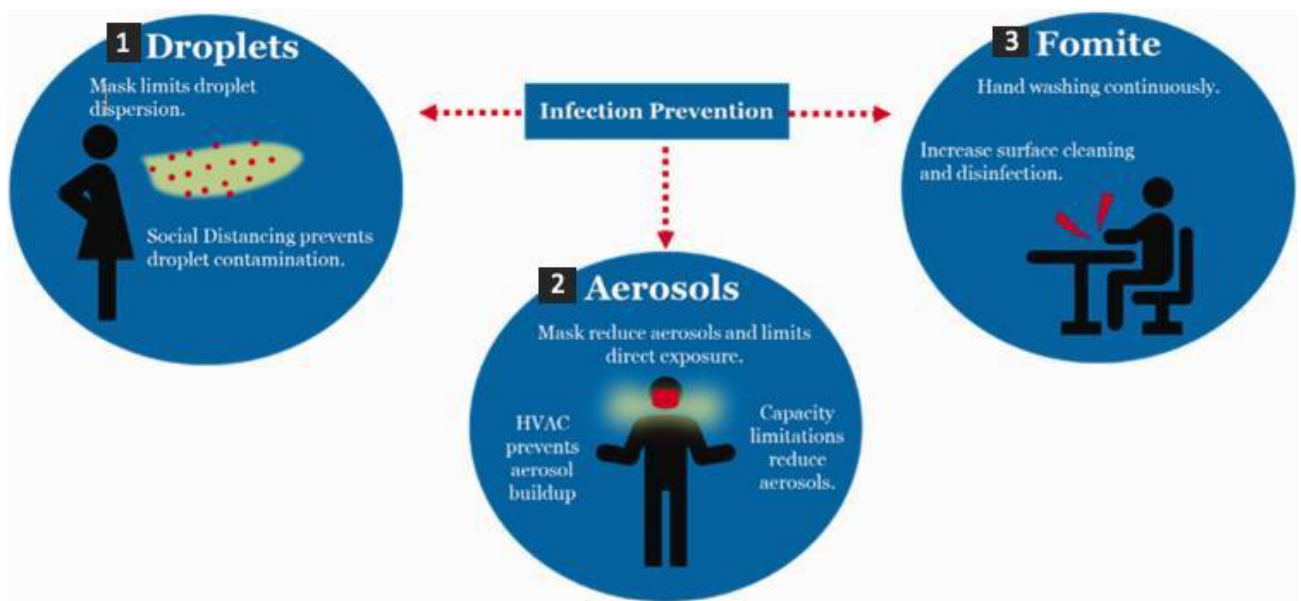 1 Droplets
Mask limits droplet
dispersion.
Social Distancing prevents
droplet contamination.
Infection Prevention
2 Aerosols
Mask reduce aerosols and limits
direct exposure.
HVAC
prevents
aerosol
buildup
Capacity
limitations
reduce
aerosols.
3 Fomite
Hand washing continuously.
Increase surface cleaning
and disinfection.